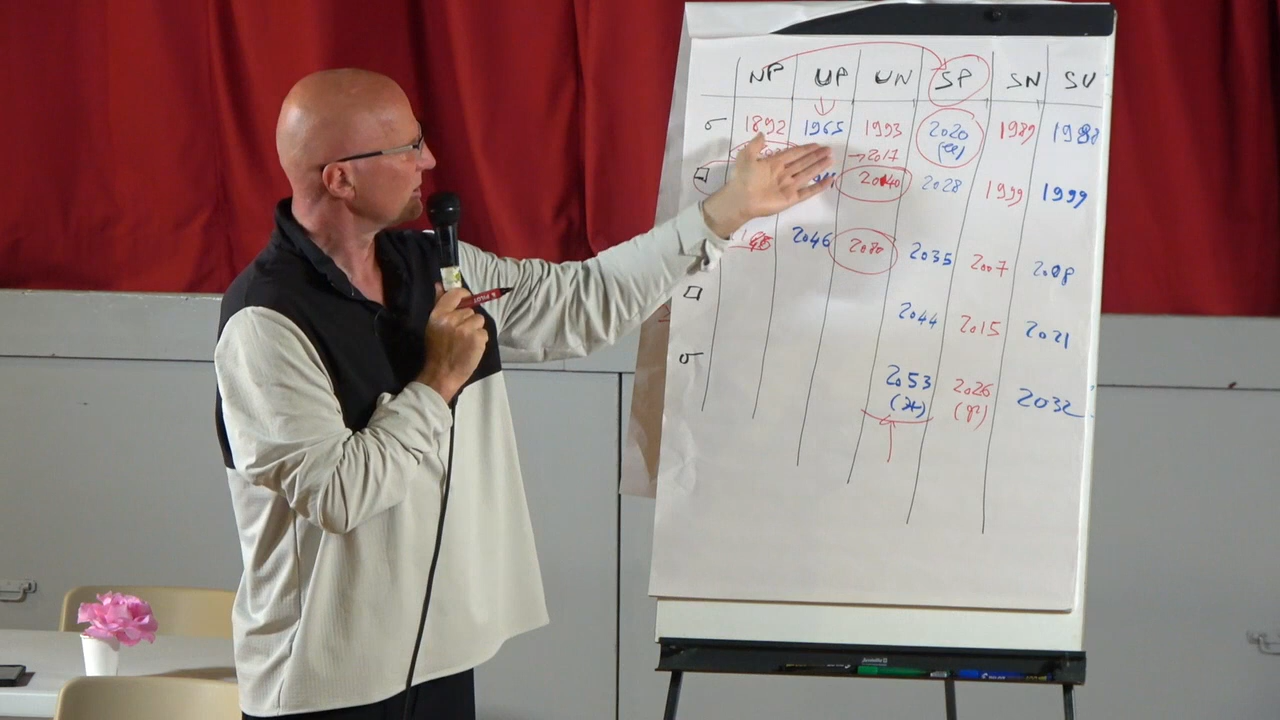 NP UP UN SP SN SU
σ 1892 1965 1993 2020 1989 1988
→2017 (♑)
□ 2040 2028 1999 1999
2046 2080 2035 2007 2008
□ 2044 2015 2021
σ 2053 2026 2032
(♓) (♈)
PILOT